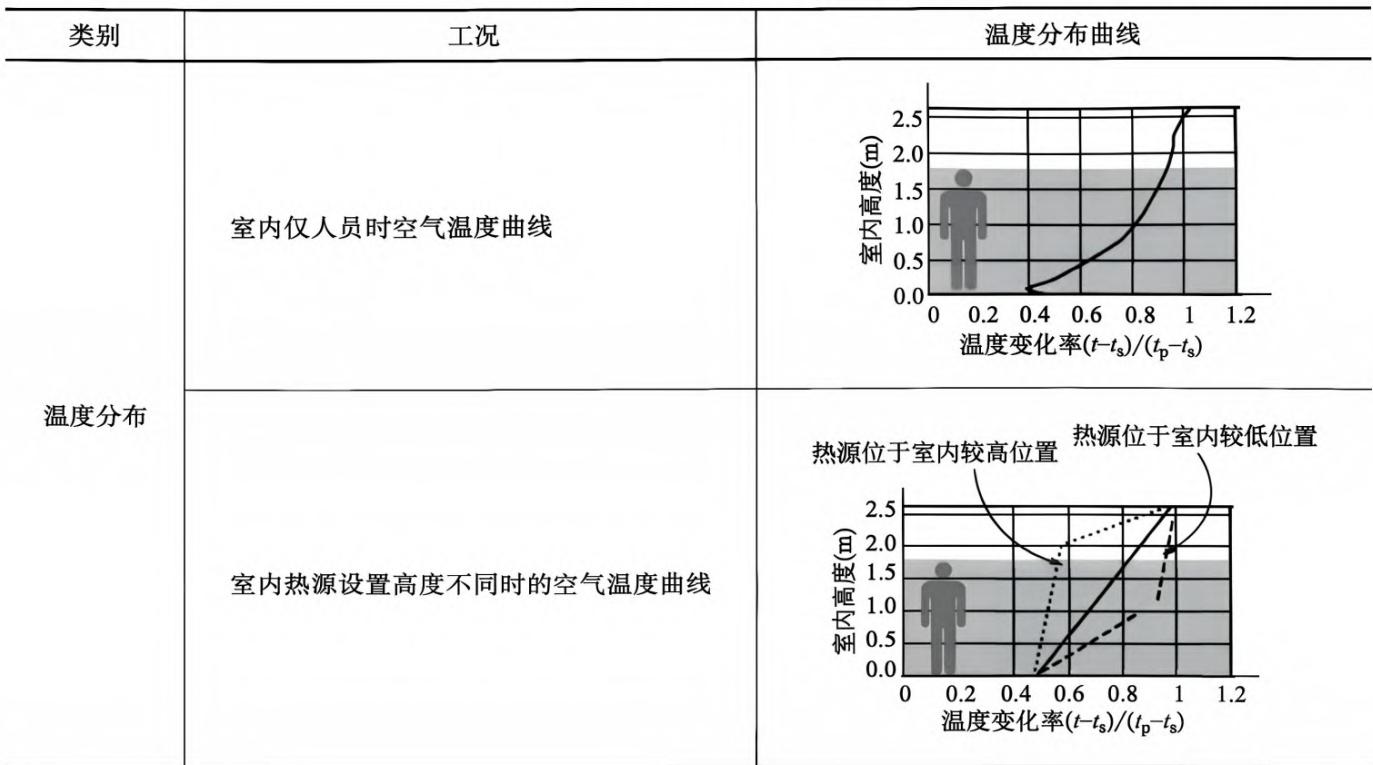 类别
工况
温度分布曲线
温度分布
室内仅人员时空气温度曲线
室内高度(m)
2.5
2.0
1.5
1.0
0.5
0.0
0 0.2 0.4 0.6 0.8 1 1.2
温度变化率(t–ts)/(tp–ts)
室内热源设置高度不同时的空气温度曲线
热源位于室内较高位置
热源位于室内较低位置
室内高度(m)
2.5
2.0
1.5
1.0
0.5
0.0
0 0.2 0.4 0.6 0.8 1 1.2
温度变化率(t–ts)/(tp–ts)